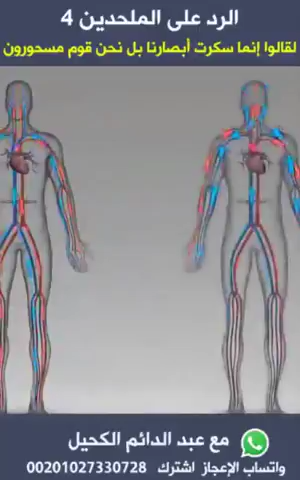 الرد على الملحدين 4
لقالوا إنما سكرت أبصارنا بل نحن قوم مسحورون
مع عبد الدائم الكحيل
واتساب الإعجاز اشترك 00201027330728